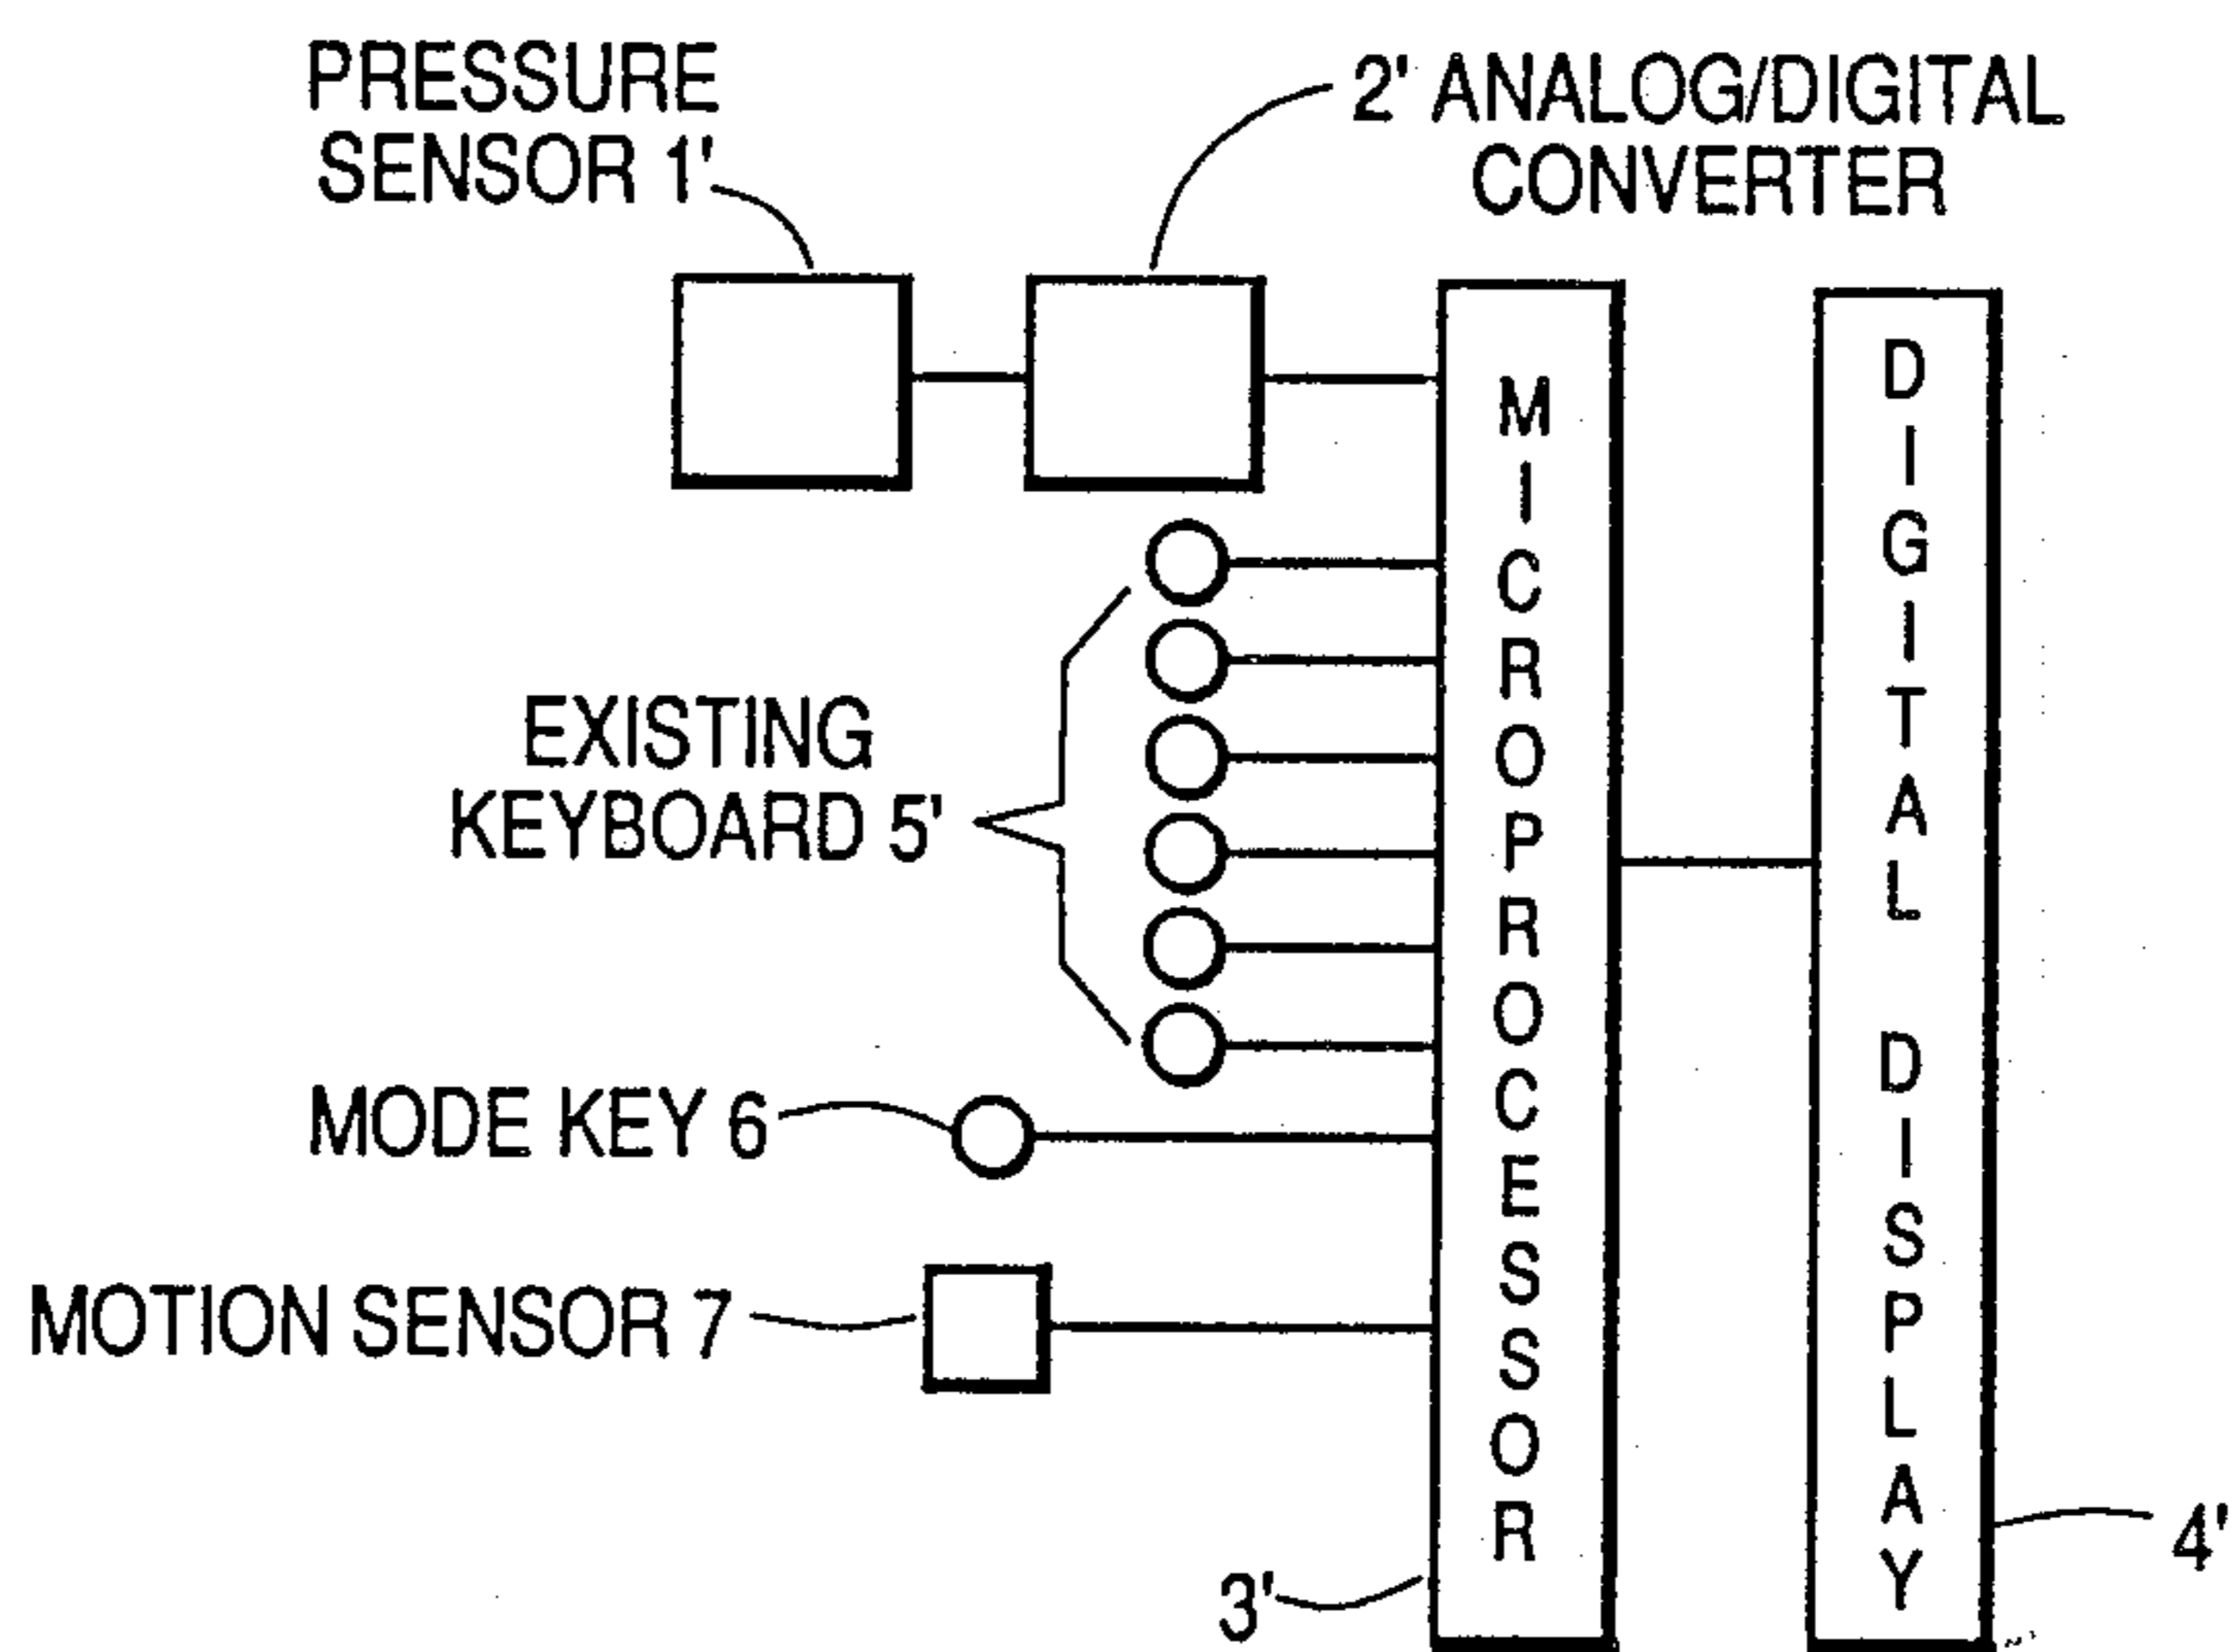 PRESSURE
SENSOR 1'
2' ANALOG/DIGITAL
CONVERTER
MICROPROCESSOR
DIGITAL DISPLAY
EXISTING
KEYBOARD 5'
MODE KEY 6
MOTION SENSOR 7
3'
4'